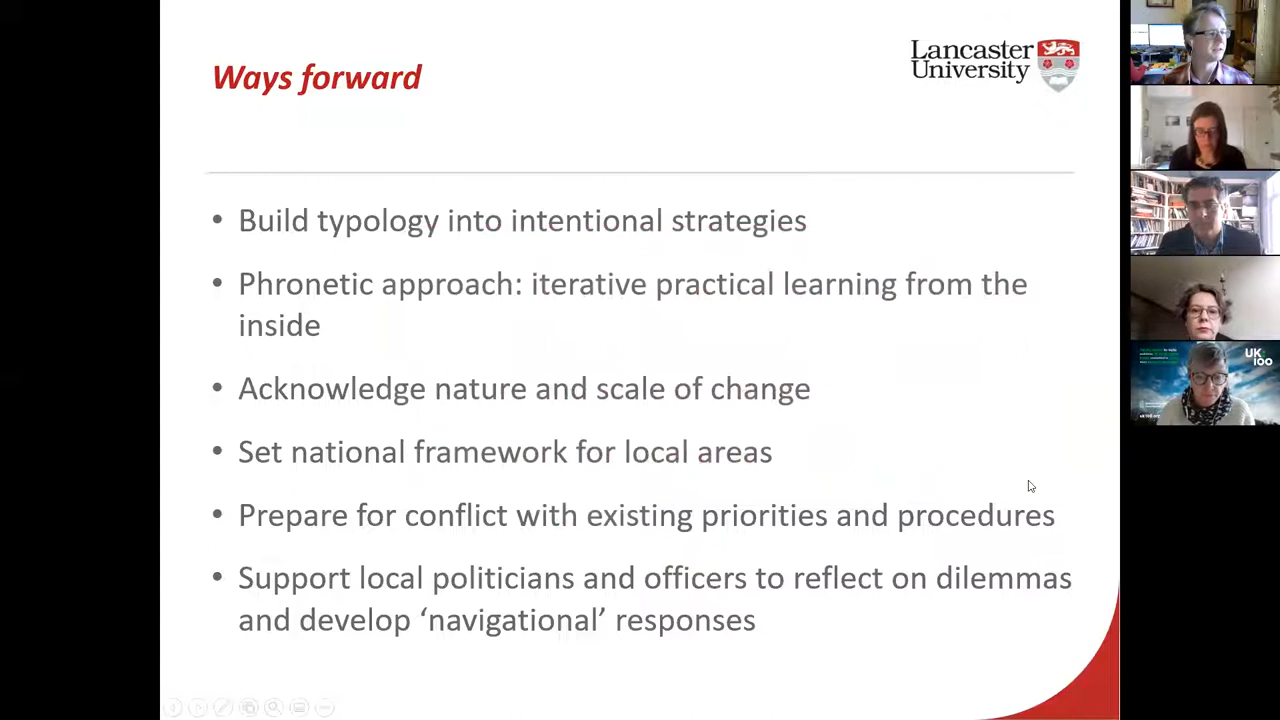 Ways forward
Lancaster
University
• Build typology into intentional strategies
• Phronetic approach: iterative practical learning from the
inside
• Acknowledge nature and scale of change
• Set national framework for local areas
• Prepare for conflict with existing priorities and procedures
• Support local politicians and officers to reflect on dilemmas
and develop ‘navigational’ responses
UK
100